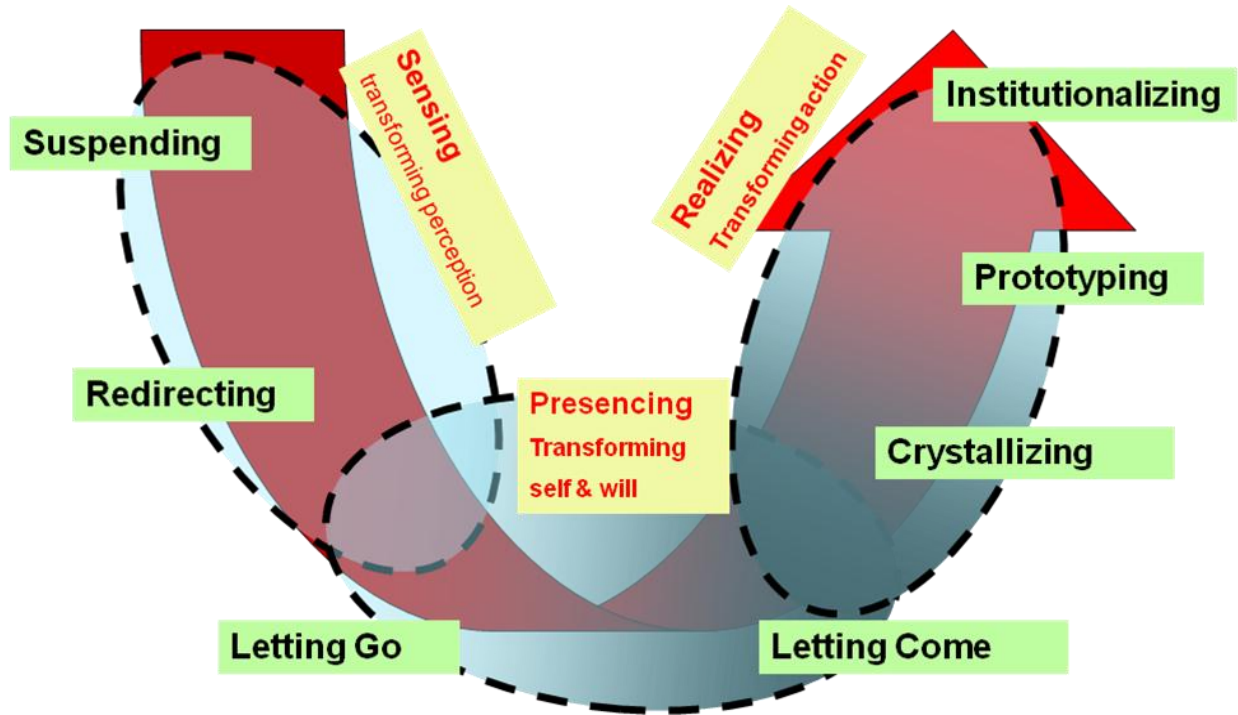 Suspending
Redirecting
Letting Go
Sensing
transforming perception
Presencing
Transforming
self & will
Realizing
Transforming action
Letting Come
Crystallizing
Prototyping
Institutionalizing